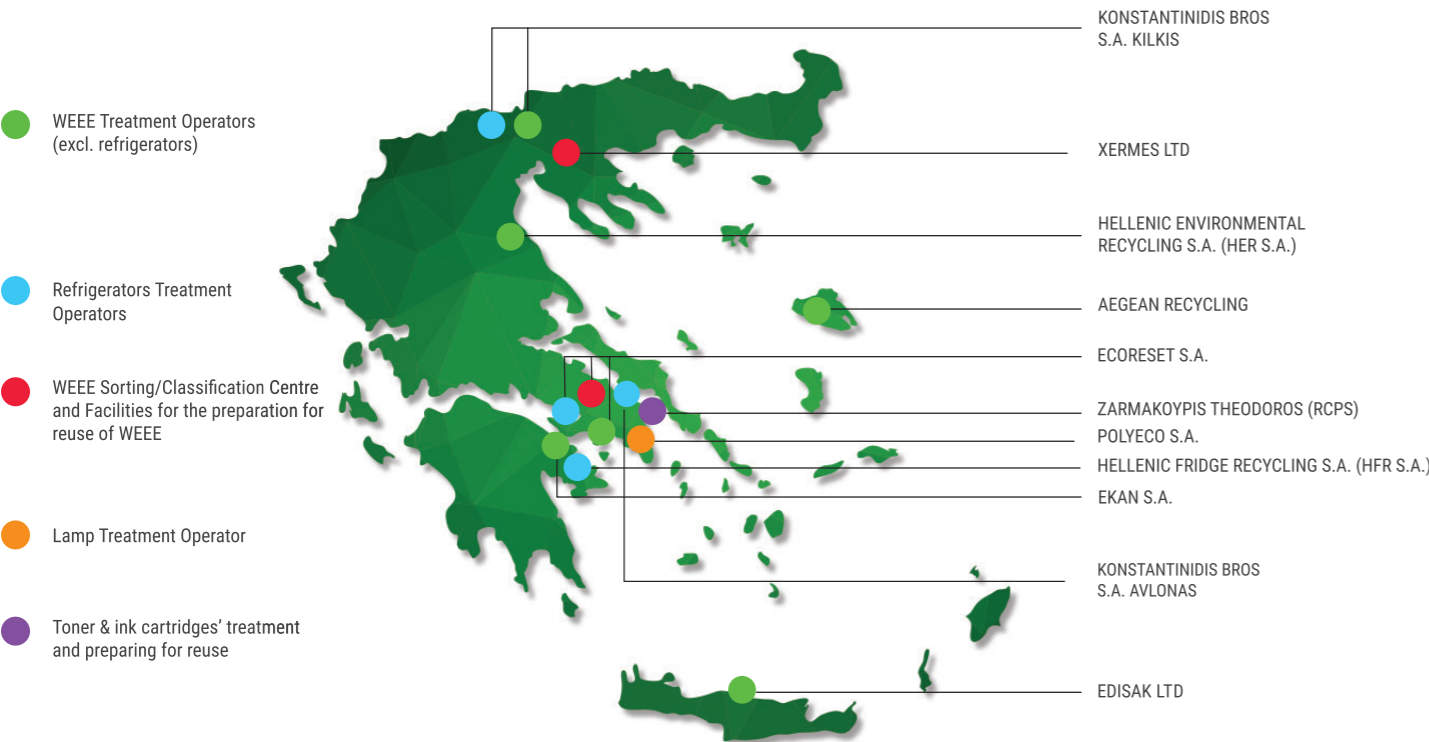 WEEE Treatment Operators
(excl. refrigerators)
Refrigerators Treatment
Operators
WEEE Sorting/Classification Centre
and Facilities for the preparation for
reuse of WEEE
Lamp Treatment Operator
Toner & ink cartridges’ treatment
and preparing for reuse
KONSTANTINIDIS BROS
S.A. KILKIS
XERMES LTD
HELLENIC ENVIRONMENTAL
RECYCLING S.A. (HER S.A.)
AEGEAN RECYCLING
ECORESET S.A.
ZARMAKOYPIS THEODOROS (RCPS)
POLYECO S.A.
HELLENIC FRIDGE RECYCLING S.A. (HFR S.A.)
EKAN S.A.
KONSTANTINIDIS BROS
S.A. AVLONAS
EDISAK LTD